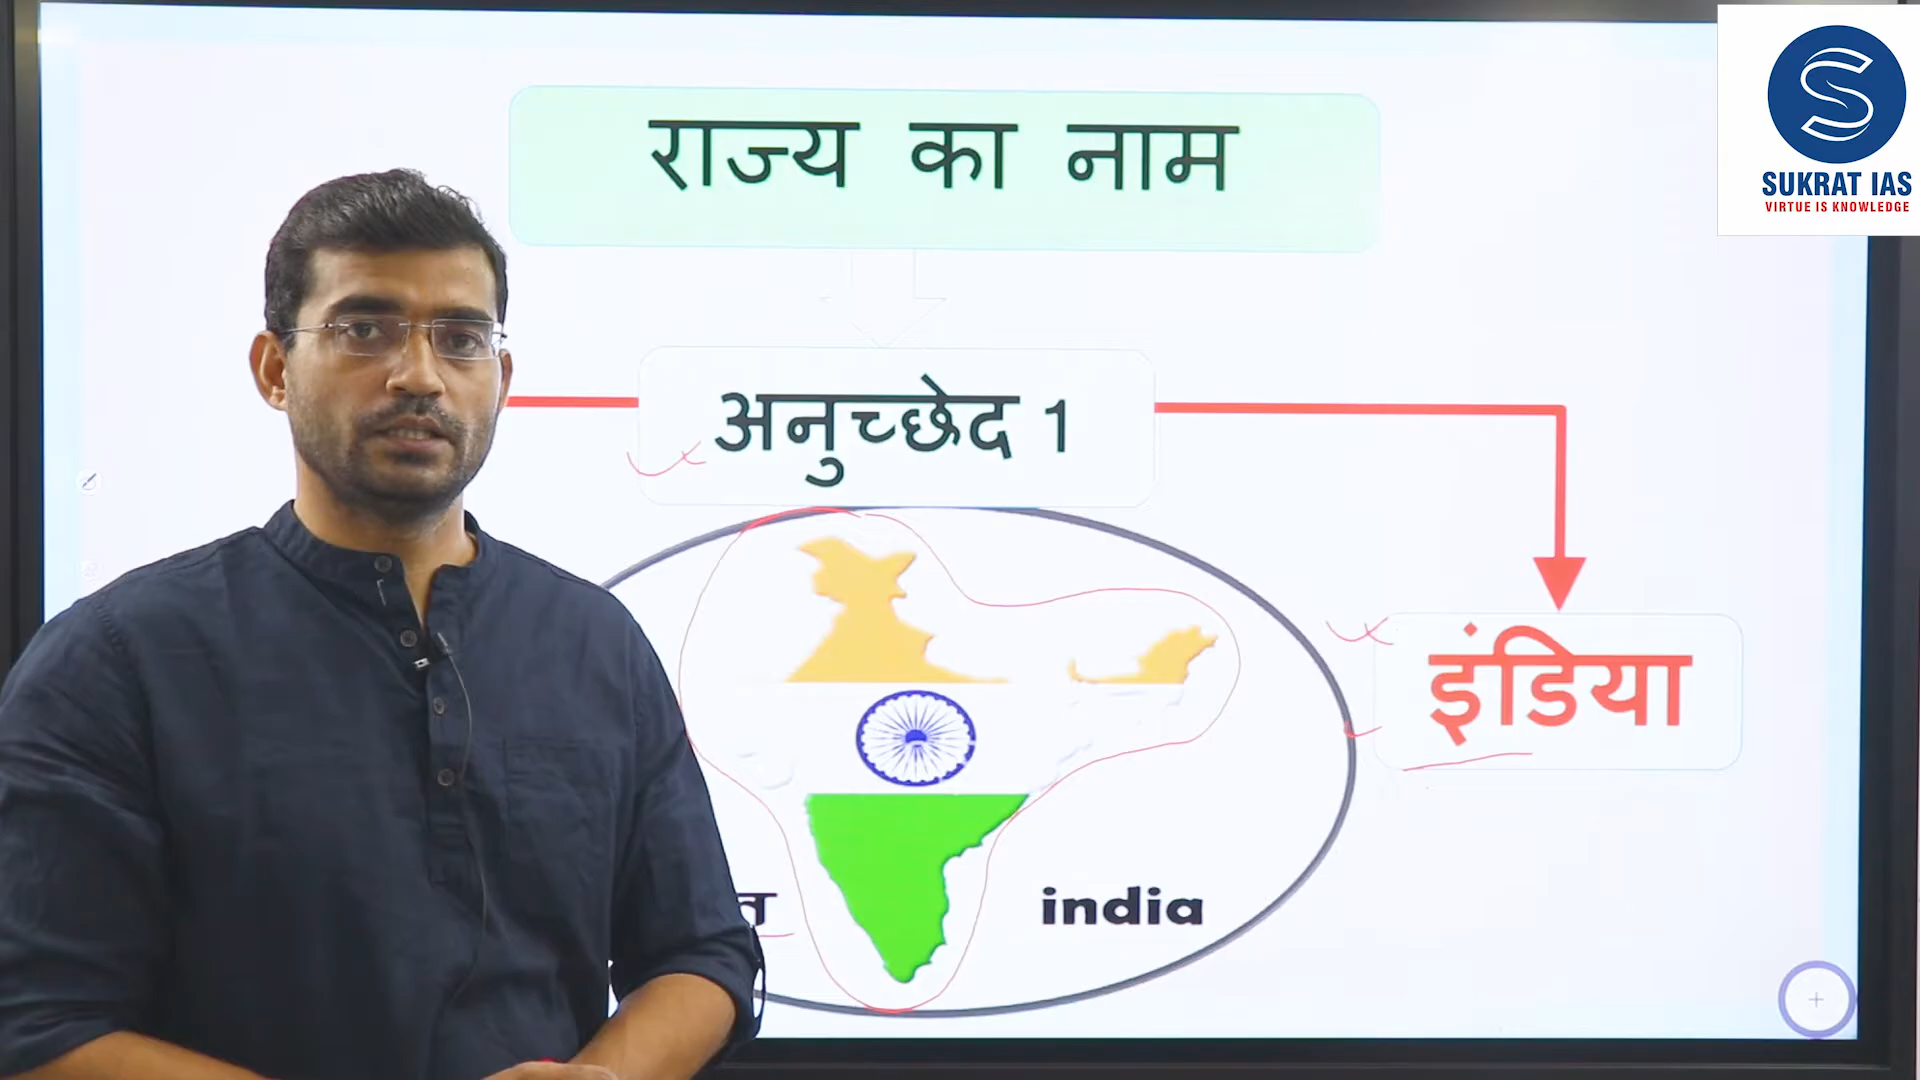 राज्य का नाम
SUKRAT IAS
VIRTUE IS KNOWLEDGE
अनुच्छेद 1
इंडिया
india